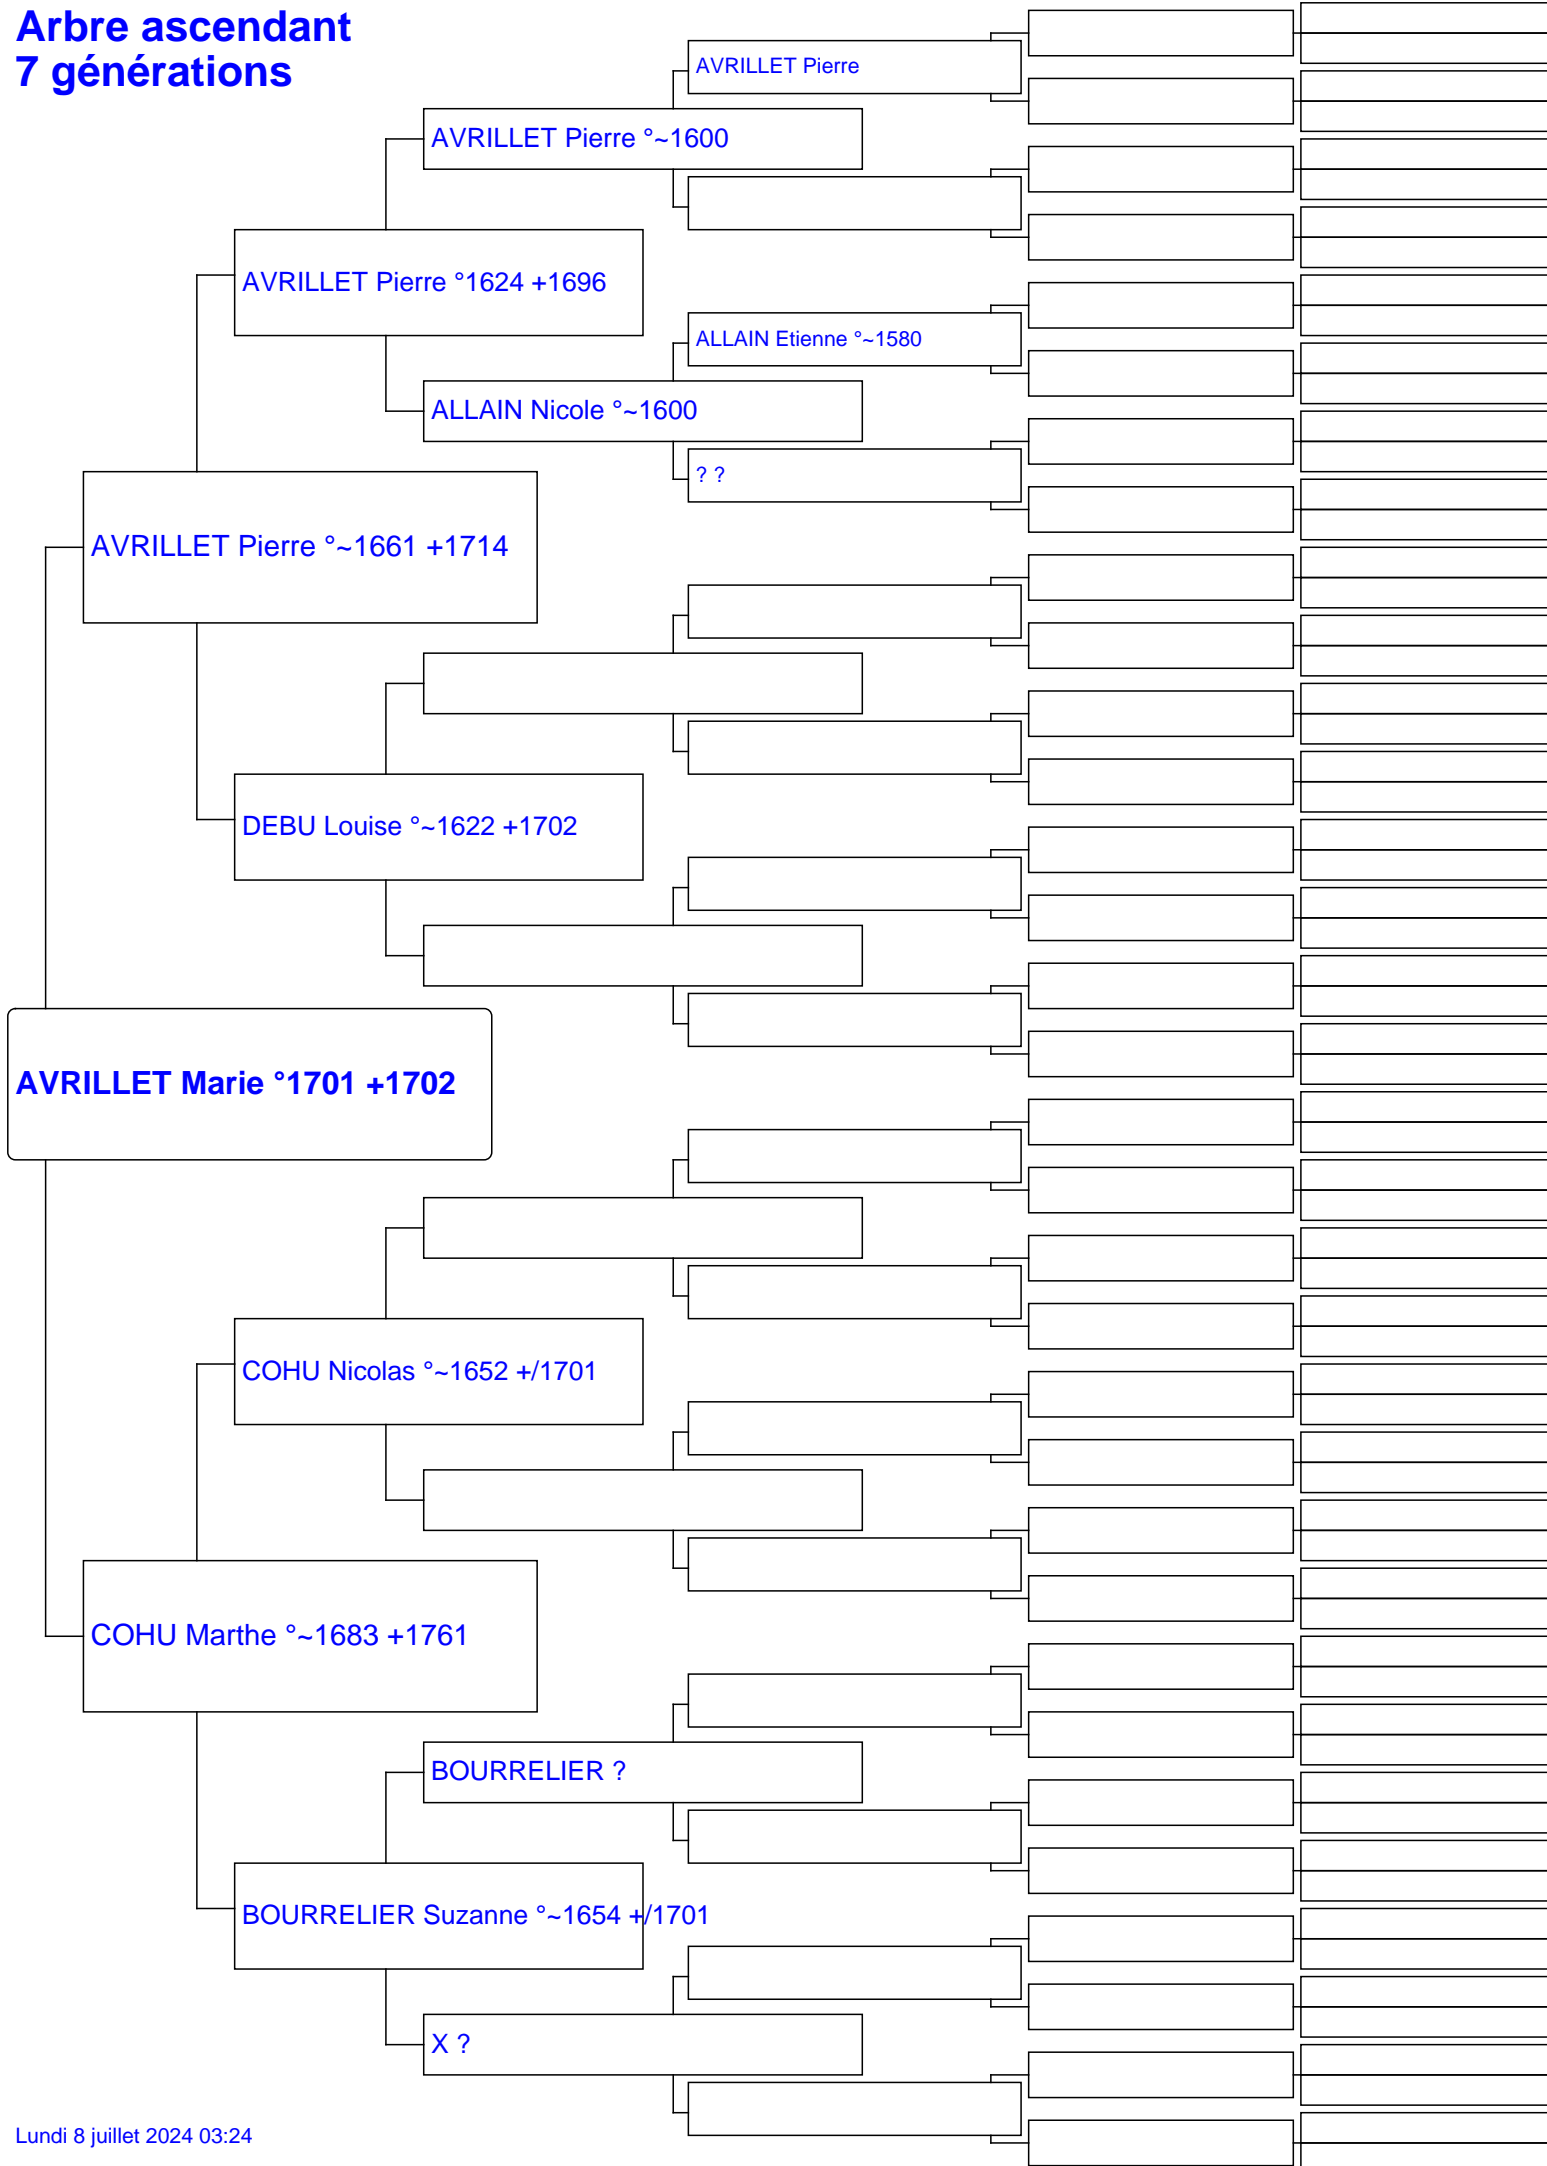 Arbre ascendant
7 générations
AVRILLET Pierre
AVRILLET Pierre °~1600
AVRILLET Pierre °1624 +1696
ALLAIN Etienne °~1580
ALLAIN Nicole °~1600
? ?
AVRILLET Pierre °~1661 +1714
DEBU Louise °~1622 +1702
AVRILLET Marie °1701 +1702
COHU Nicolas °~1652 +/1701
COHU Marthe °~1683 +1761
BOURRELIER ?
BOURRELIER Suzanne °~1654 +/1701
X ?
Lundi 8 juillet 2024 03:24